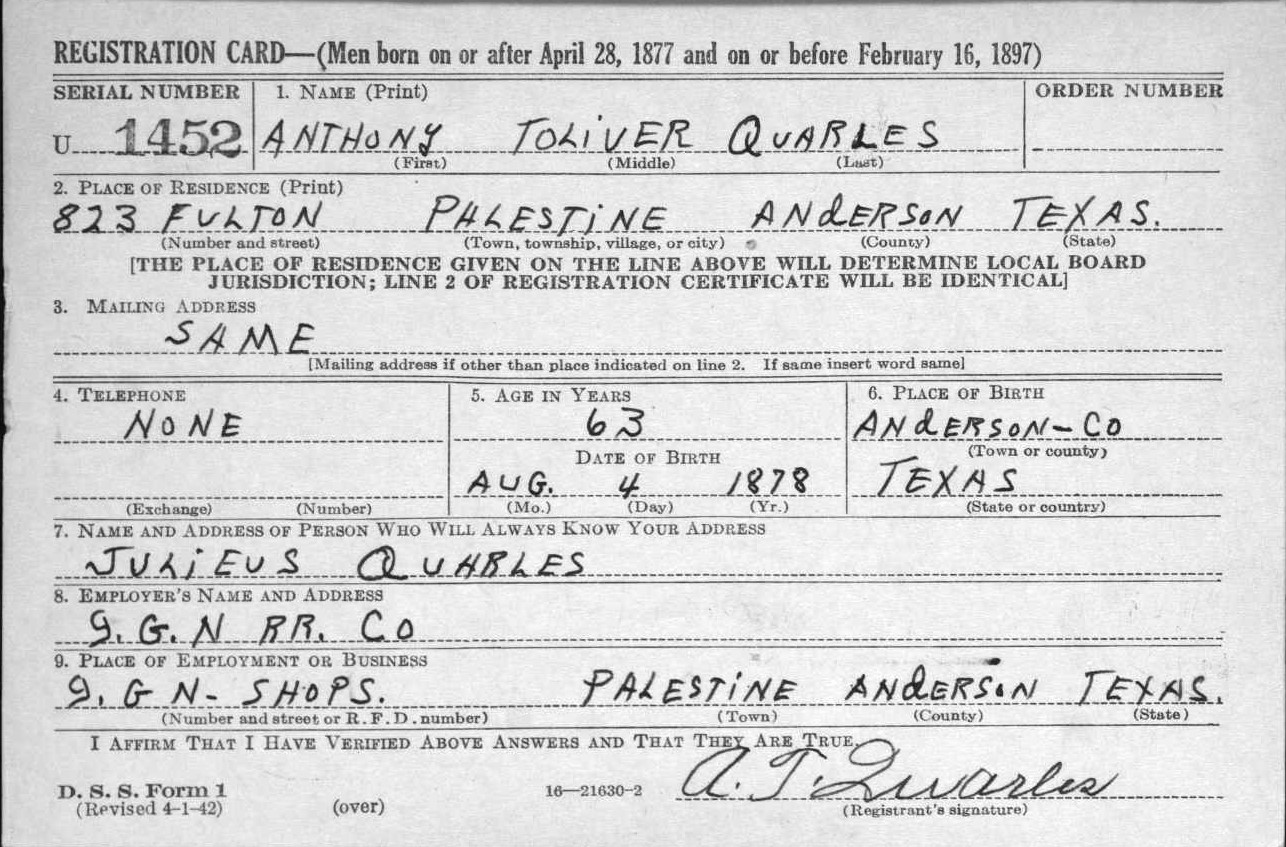 REGISTRATION CARD—(Men born on or after April 28, 1877 and on or before February 16, 1897)
SERIAL NUMBER 1. NAME (Print) ORDER NUMBER
U 1452 ANTHONY TOLIVER QUARLES
(First) (Middle) (Last)
2. PLACE OF RESIDENCE (Print)
823 FULTON PALESTINE ANDERSON TEXAS.
(Number and street) (Town, township, village, or city) (County) (State)
[THE PLACE OF RESIDENCE GIVEN ON THE LINE ABOVE WILL DETERMINE LOCAL BOARD
JURISDICTION; LINE 2 OF REGISTRATION CERTIFICATE WILL BE IDENTICAL]
3. MAILING ADDRESS
SAME
[Mailing address if other than place indicated on line 2. If same insert word same]
4. TELEPHONE 5. AGE IN YEARS 6. PLACE OF BIRTH
NONE 63 ANDERSON-CO
DATE OF BIRTH (Town or county)
AUG. 4 1878 TEXAS
(Exchange) (Number) (Mo.) (Day) (Yr.) (State or country)
7. NAME AND ADDRESS OF PERSON WHO WILL ALWAYS KNOW YOUR ADDRESS
JULIEUS QUARLES
8. EMPLOYER'S NAME AND ADDRESS
I. G. N RR. CO
9. PLACE OF EMPLOYMENT OR BUSINESS
I. G N- SHOPS. PALESTINE ANDERSON TEXAS.
(Number and street or R. F. D. number) (Town) (County) (State)
I AFFIRM THAT I HAVE VERIFIED ABOVE ANSWERS AND THAT THEY ARE TRUE.
D. S. S. Form 1 16—21630-2 A. T. Quarles
(Revised 4-1-42) (over) (Registrant's signature)